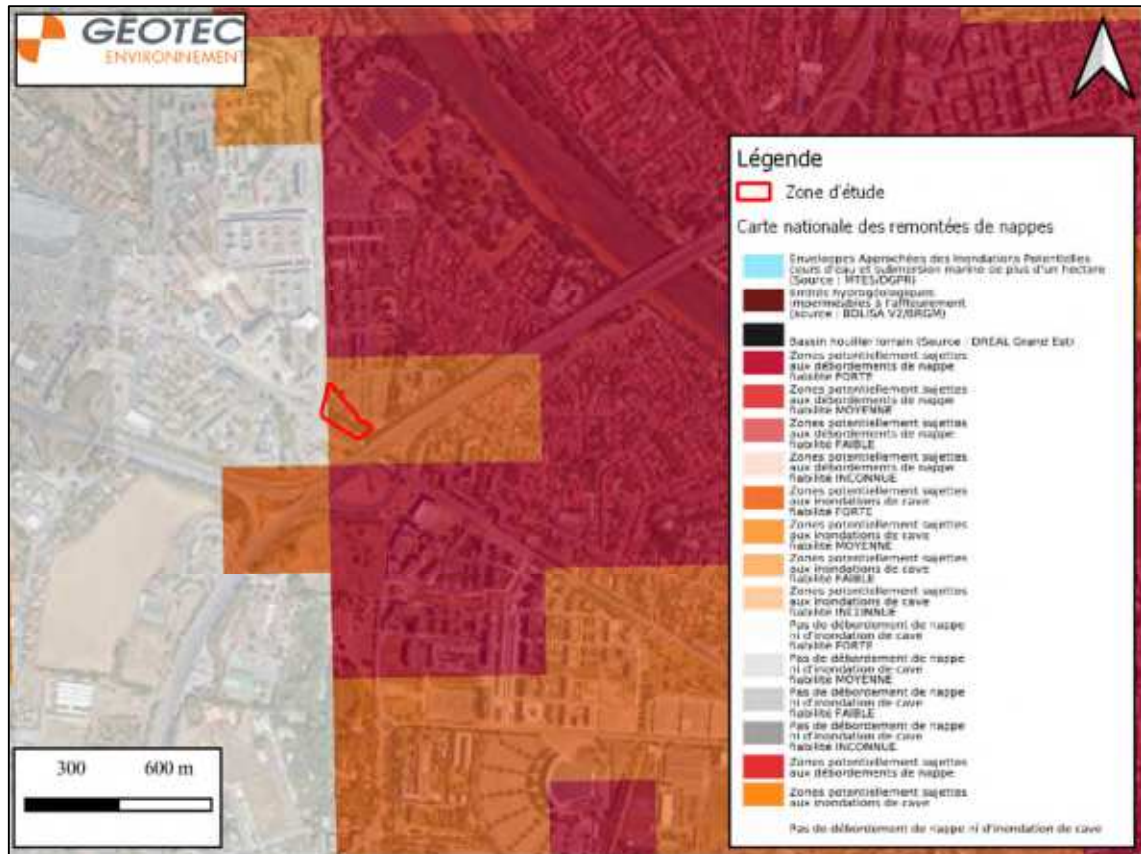 GEOTEC
ENVIRONNEMENT
Légende
Zone d'étude
Carte nationale des remontées de nappes
Enveloppes Approchées des Inondations Potentielles
cours d'eau et submersion marine de plus d'un hectare
(Source : MTES/DGPR)
Entités hydrogéologiques
imperméables à l'affleurement
(source : BDLISA V2/BRGM)
Bassin houiller lorrain (Source : DREAL Grand Est)
Zones potentiellement sujettes
aux débordements de nappe
fiabilité FORTE
Zones potentiellement sujettes
aux débordements de nappe
fiabilité MOYENNE
Zones potentiellement sujettes
aux débordements de nappe
fiabilité FAIBLE
Zones potentiellement sujettes
aux débordements de nappe
fiabilité INCONNUE
Zones potentiellement sujettes
aux inondations de cave
fiabilité FORTE
Zones potentiellement sujettes
aux inondations de cave
fiabilité MOYENNE
Zones potentiellement sujettes
aux inondations de cave
fiabilité FAIBLE
Zones potentiellement sujettes
aux inondations de cave
fiabilité INCONNUE
Pas de débordement de nappe
ni d'inondation de cave
fiabilité FORTE
Pas de débordement de nappe
ni d'inondation de cave
fiabilité MOYENNE
Pas de débordement de nappe
ni d'inondation de cave
fiabilité FAIBLE
Pas de débordement de nappe
ni d'inondation de cave
fiabilité INCONNUE
Zones potentiellement sujettes
aux débordements de nappe
Zones potentiellement sujettes
aux inondations de cave
Pas de débordement de nappe ni d'inondation de cave
300 600 m